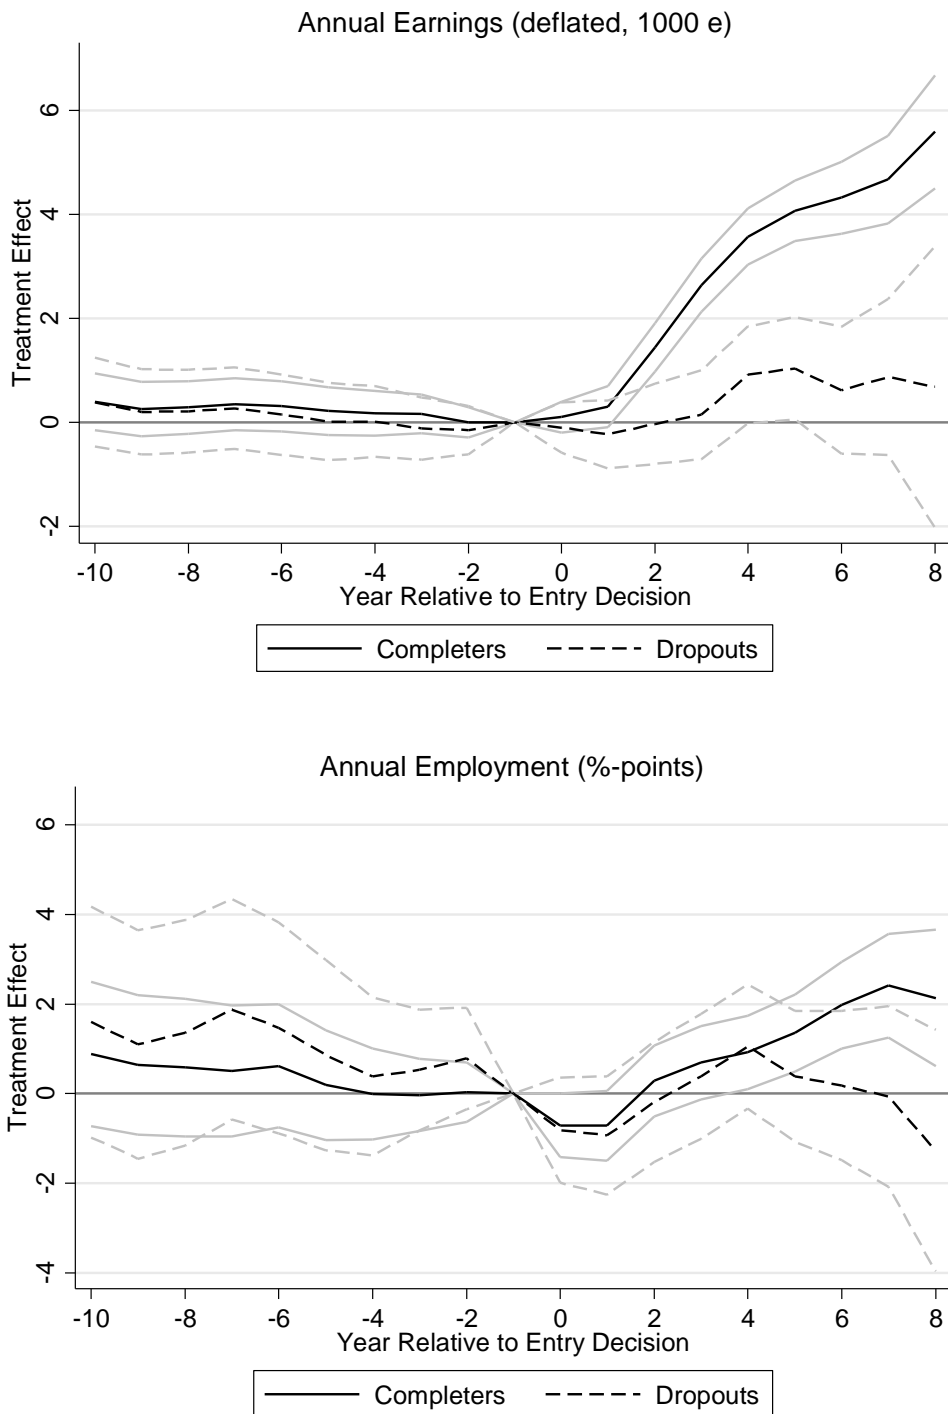 Annual Earnings (deflated, 1000 e)
Treatment Effect
6
4
2
0
-2
-10 -8 -6 -4 -2 0 2 4 6 8
Year Relative to Entry Decision
Completers Dropouts
Annual Employment (%-points)
Treatment Effect
6
4
2
0
-2
-4
-10 -8 -6 -4 -2 0 2 4 6 8
Year Relative to Entry Decision
Completers Dropouts